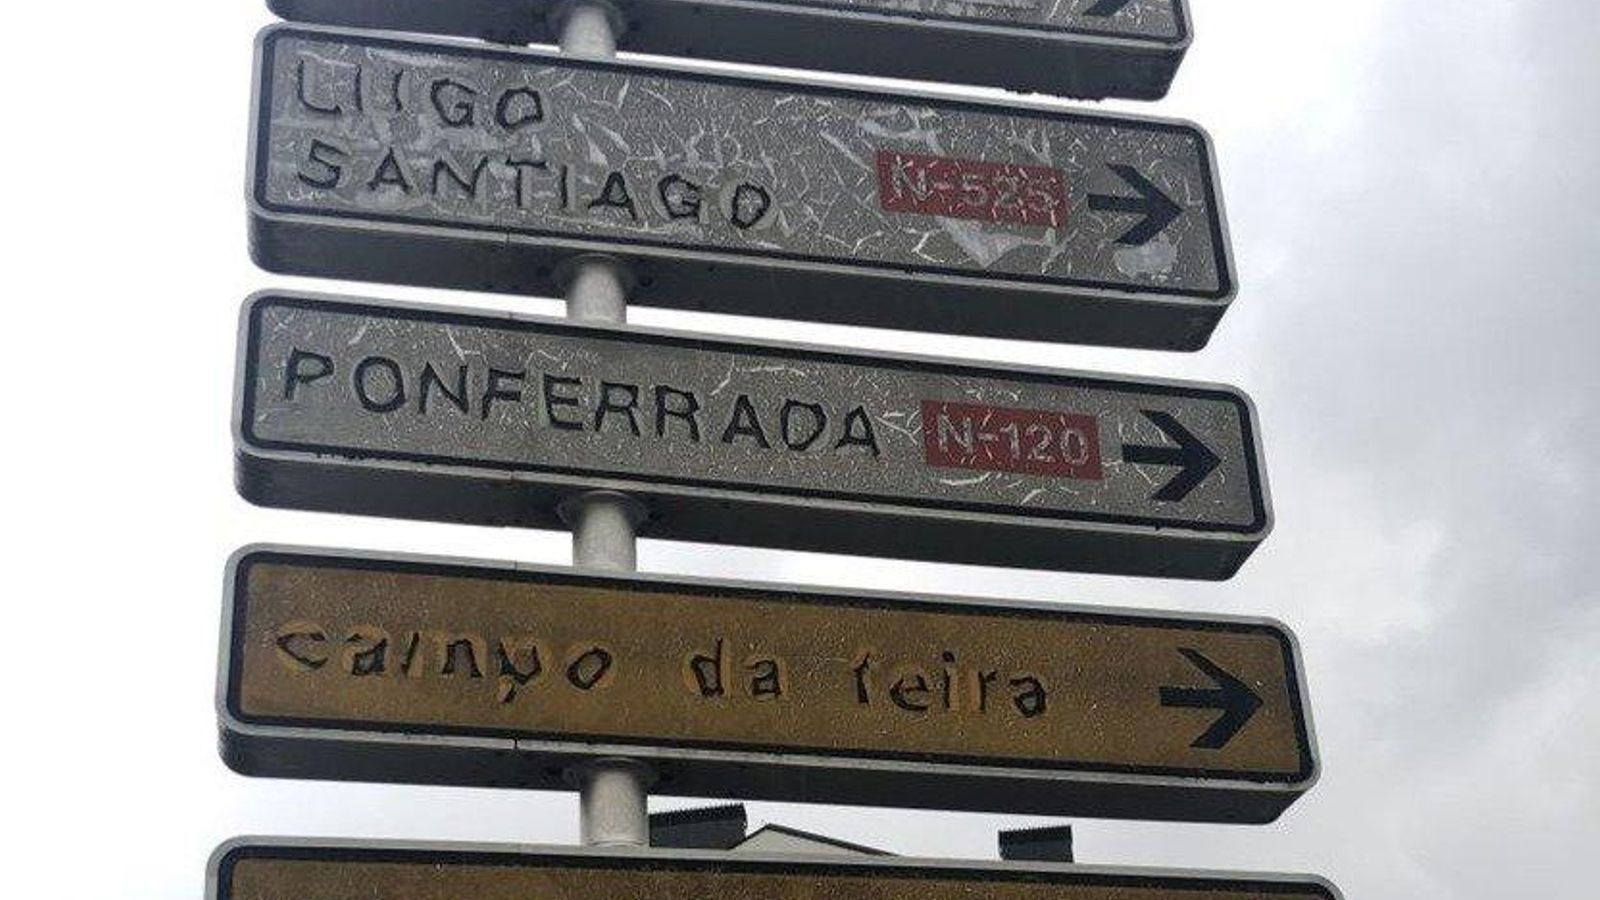 LUGO
SANTIAGO N-525
PONFERRADA N-120
campo da feira